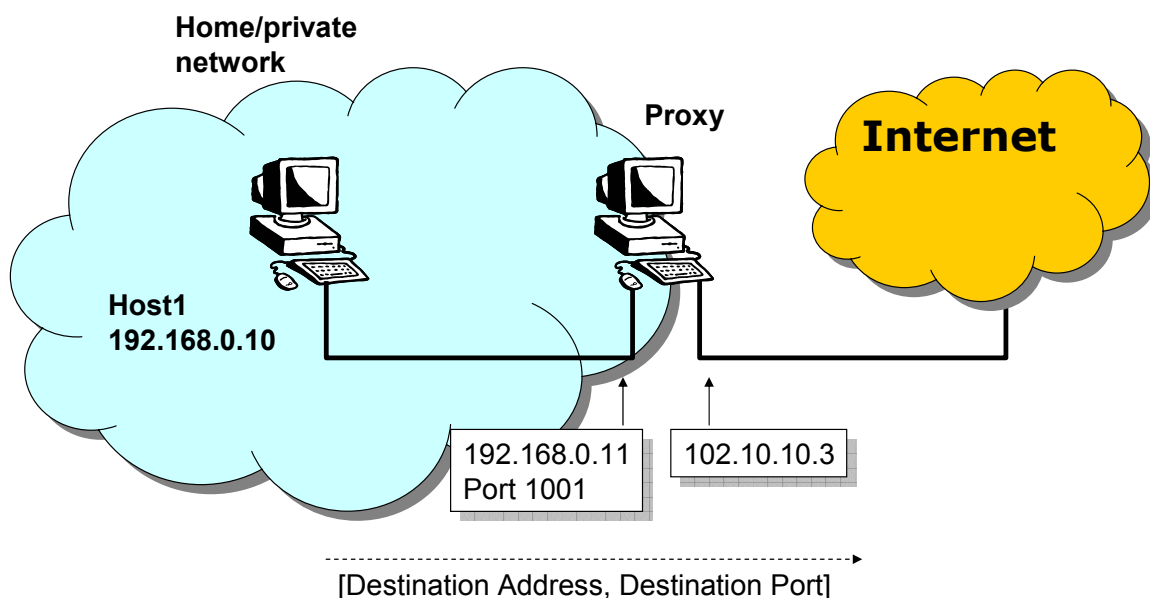 Home/private
network
Proxy
Internet
Host1
192.168.0.10
192.168.0.11
Port 1001
102.10.10.3
[Destination Address, Destination Port]